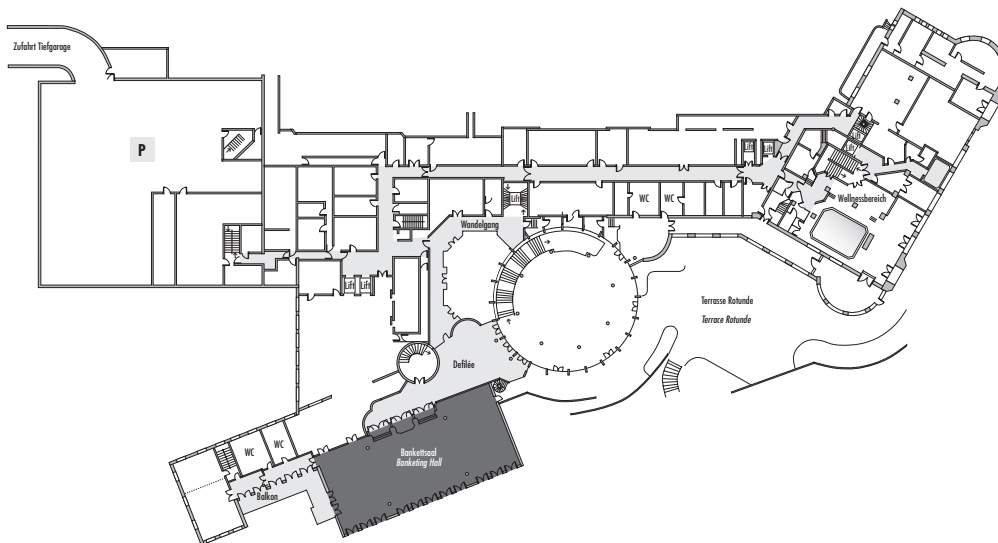 Zufahrt Tiefgarage
P
Lift
Lift
Lift
Lift
Wellnessbereich
Lift
WC
WC
Wandelgang
Lift
Lift
Terrasse Rotunde
Terrace Rotunde
Defilée
WC
WC
Bankettsaal
Banketing Hall
Balkon